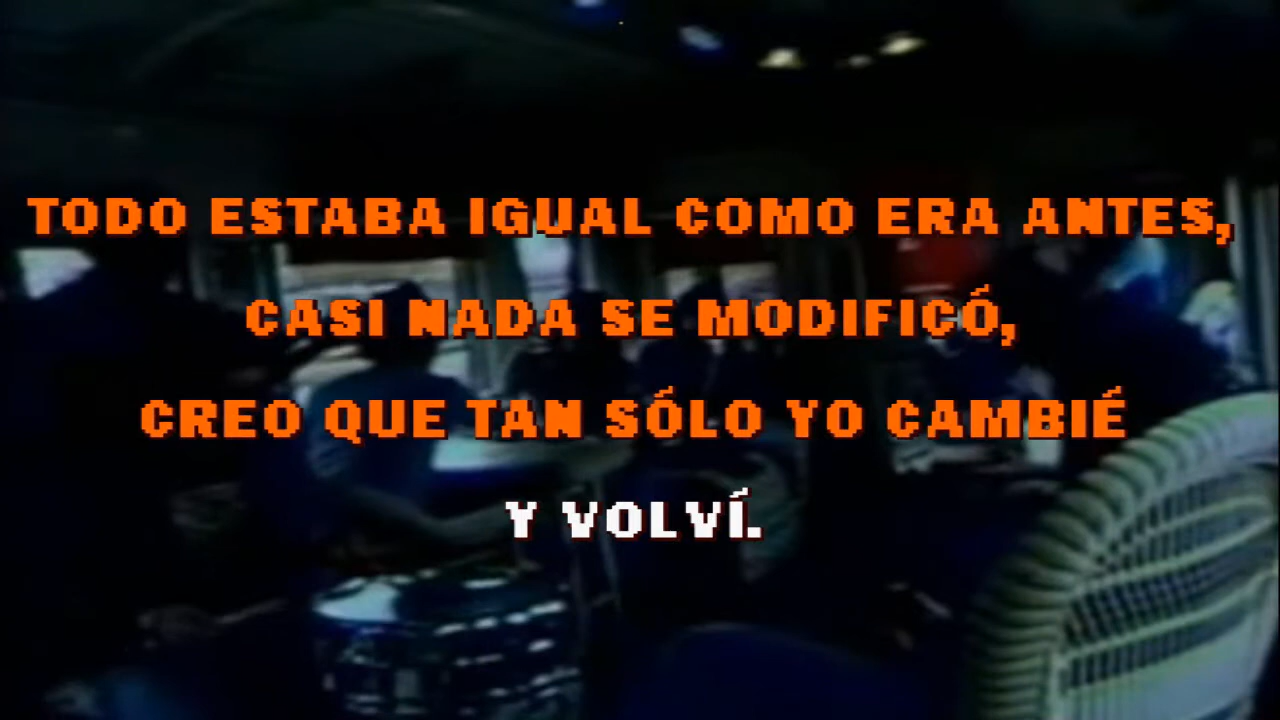 TODO ESTABA IGUAL COMO ERA ANTES,
CASI NADA SE MODIFICÓ,
CREO QUE TAN SÓLO YO CAMBIÉ
Y VOLVÍ.